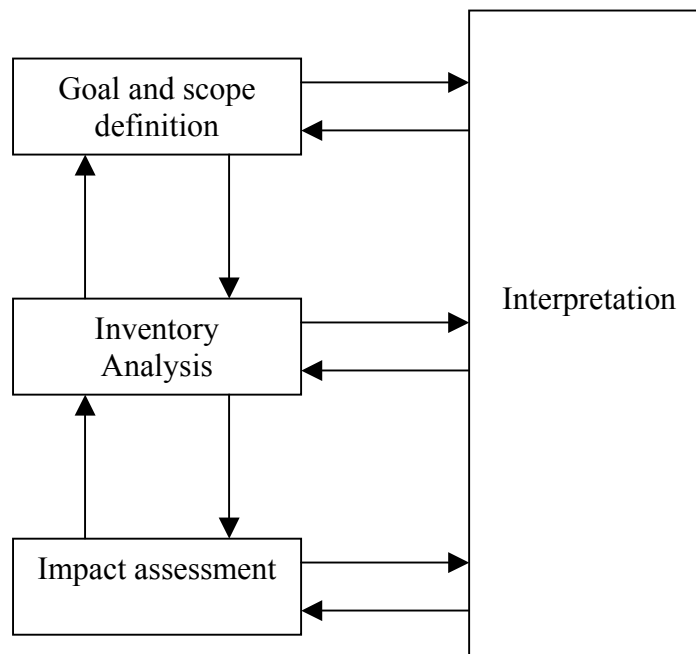 Goal and scope
definition
Inventory
Analysis
Interpretation
Impact assessment